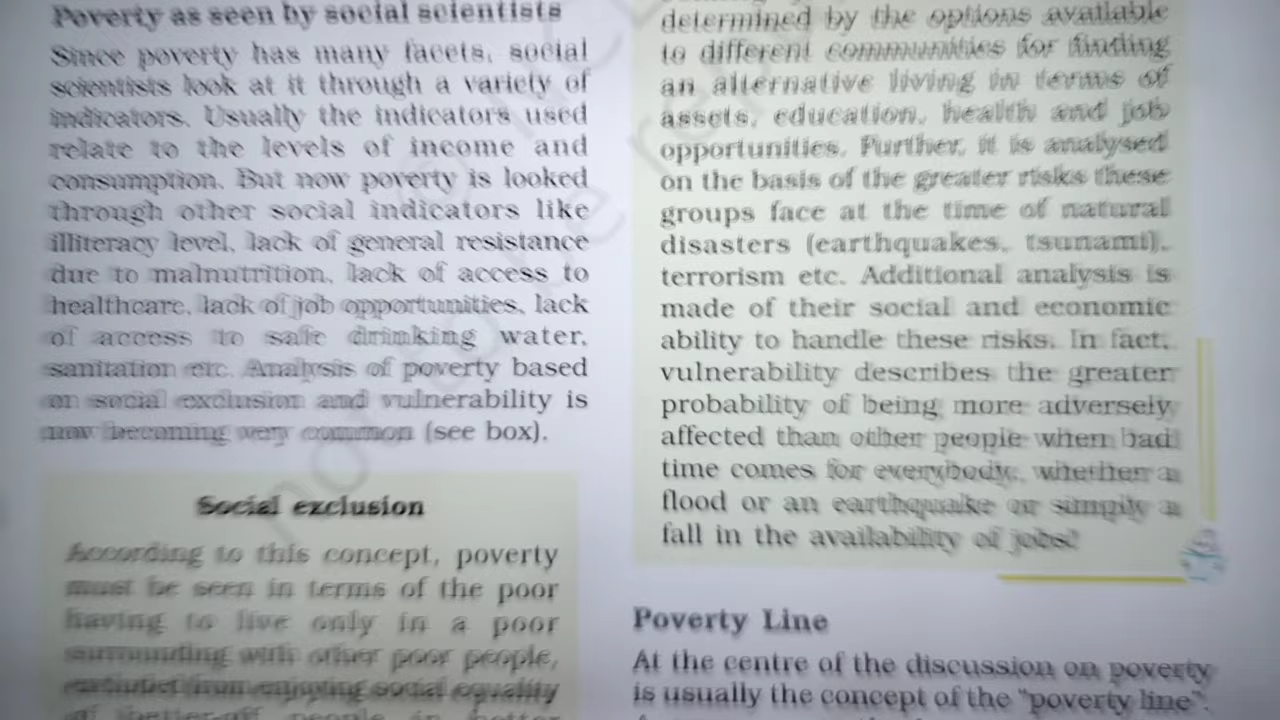 Poverty as seen by social scientists
Since poverty has many facets, social
scientists look at it through a variety of
indicators. Usually the indicators used
relate to the levels of income and
consumption. But now poverty is looked
through other social indicators like
illiteracy level, lack of general resistance
due to malnutrition, lack of access to
healthcare, lack of job opportunities, lack
of access to safe drinking water,
sanitation etc. Analysis of poverty based
on social exclusion and vulnerability is
now becoming very common (see box).
Social exclusion
According to this concept, poverty
must be seen in terms of the poor
having to live only in a poor
surrounding with other poor people,
excluded from enjoying social equality
of better-off people in better
determined by the options available
to different communities for finding
an alternative living in terms of
assets, education, health and job
opportunities. Further, it is analysed
on the basis of the greater risks these
groups face at the time of natural
disasters (earthquakes, tsunami),
terrorism etc. Additional analysis is
made of their social and economic
ability to handle these risks. In fact,
vulnerability describes the greater
probability of being more adversely
affected than other people when bad
time comes for everybody, whether a
flood or an earthquake or simply a
fall in the availability of jobs!
Poverty Line
At the centre of the discussion on poverty
is usually the concept of the "poverty line".